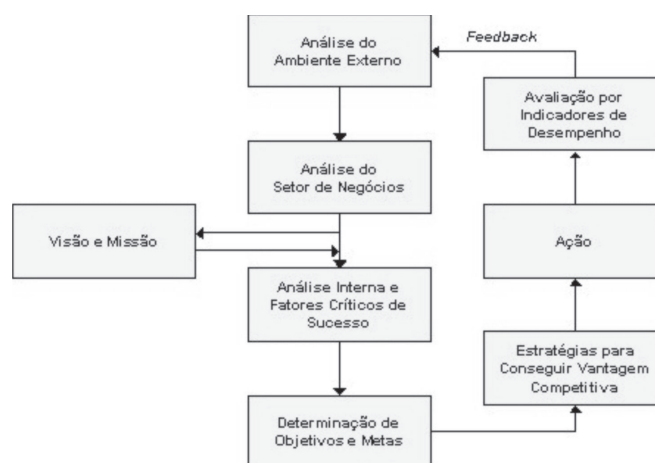 Análise do
Ambiente Externo
Feedback
Avaliação por
Indicadores de
Desempenho
Análise do
Setor de Negócios
Visão e Missão
Ação
Análise Interna e
Fatores Críticos de
Sucesso
Estratégias para
Conseguir Vantagem
Competitiva
Determinação de
Objetivos e Metas